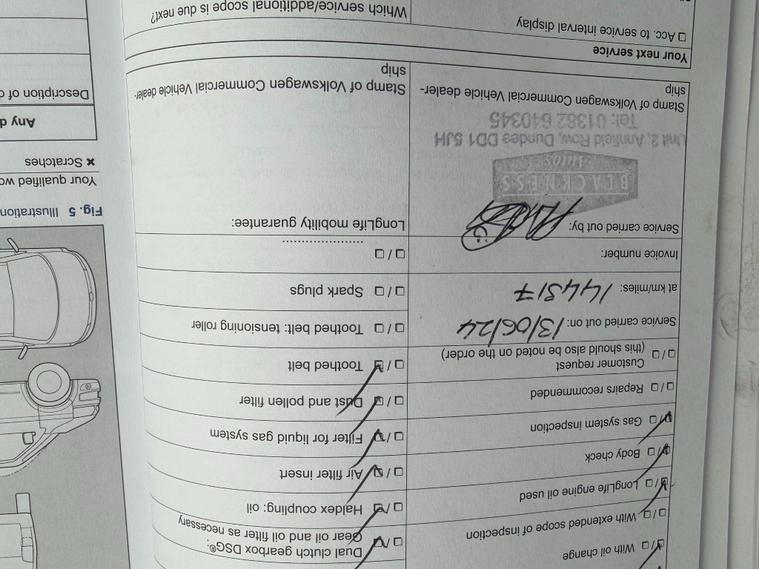 With oil change
With extended scope of inspection
LongLife engine oil used
Body check
Gas system inspection
Repairs recommended
Customer request
(this should also be noted on the order)
Service carried out on: 13/06/24
at km/miles: 144517
Invoice number:
Service carried out by:
BLACKNESS
AUTOS
Unit 2, Annfield Row, Dundee DD1 5JH
Tel: 01382 640345
Stamp of Volkswagen Commercial Vehicle dealer-
ship
Your next service
Acc. to service display
Dual clutch gearbox DSG®:
Gear oil and oil filter as necessary
Haldex coupling: oil
Air filter insert
Filter for liquid gas system
Dust and pollen filter
Toothed belt
Toothed belt: tensioning roller
Spark plugs
....................
LongLife mobility guarantee:
Stamp of Volkswagen Commercial Vehicle dealer-
ship
Which service/additional scope is due next?
Fig. 5 Illustration
Your qualified wo
× Scratches
Any d
Description of c